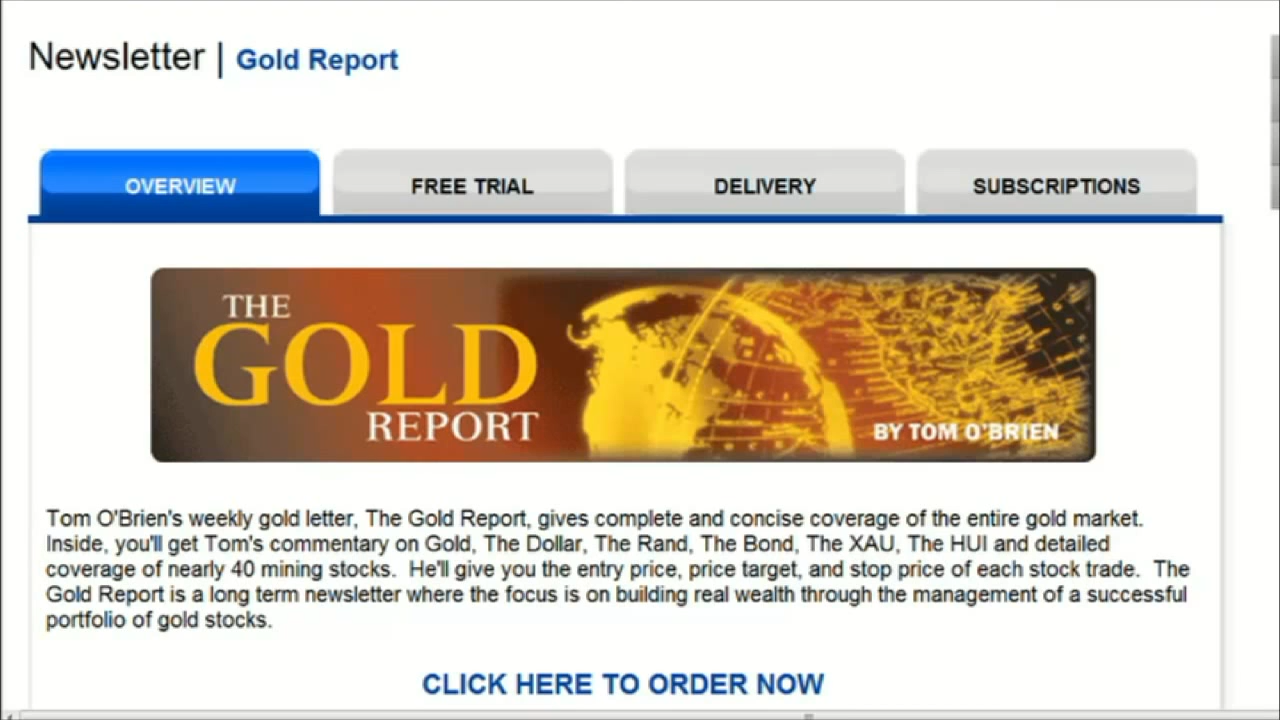 Newsletter | Gold Report
OVERVIEW FREE TRIAL DELIVERY SUBSCRIPTIONS
THE
GOLD
REPORT
BY TOM O'BRIEN
Tom O'Brien's weekly gold letter, The Gold Report, gives complete and concise coverage of the entire gold market.
Inside, you'll get Tom's commentary on Gold, The Dollar, The Rand, The Bond, The XAU, The HUI and detailed
coverage of nearly 40 mining stocks.  He'll give you the entry price, price target, and stop price of each stock trade.  The
Gold Report is a long term newsletter where the focus is on building real wealth through the management of a successful
portfolio of gold stocks.
CLICK HERE TO ORDER NOW